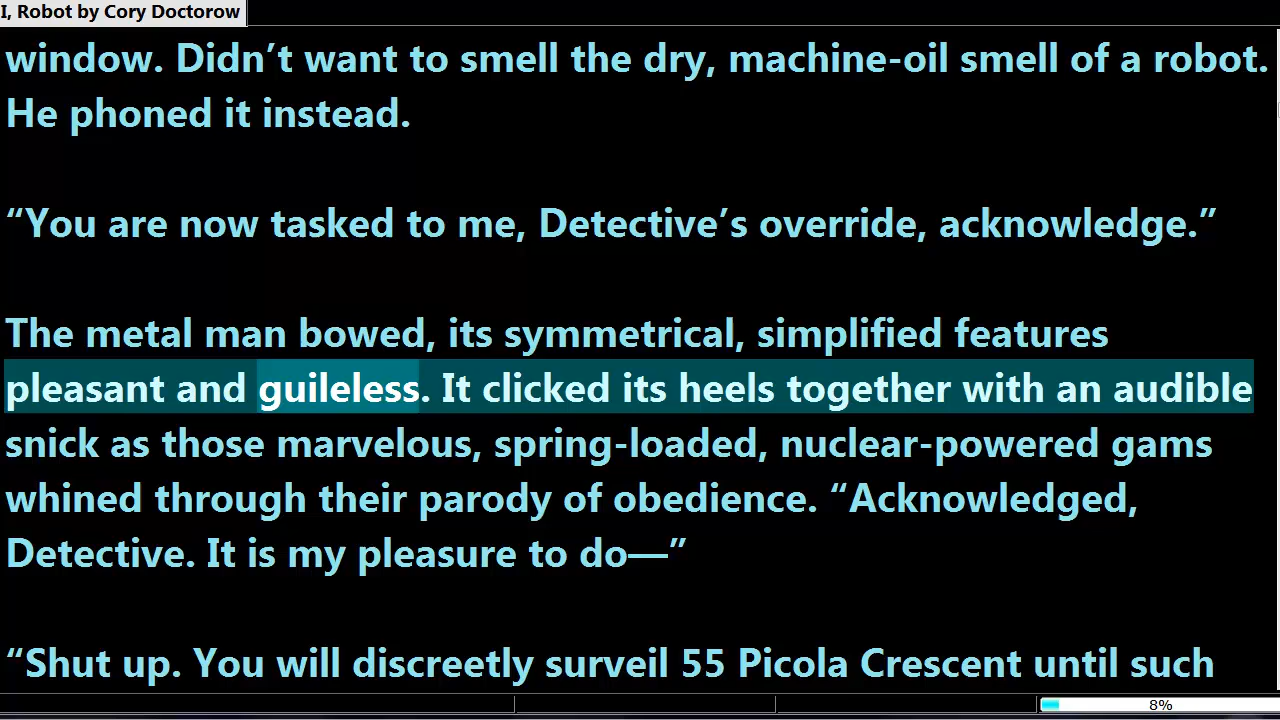 I, Robot by Cory Doctorow
window. Didn’t want to smell the dry, machine-oil smell of a robot.
He phoned it instead.
“You are now tasked to me, Detective’s override, acknowledge.”
The metal man bowed, its symmetrical, simplified features
pleasant and guileless. It clicked its heels together with an audible
snick as those marvelous, spring-loaded, nuclear-powered gams
whined through their parody of obedience. “Acknowledged,
Detective. It is my pleasure to do—”
“Shut up. You will discreetly surveil 55 Picola Crescent until such
8%